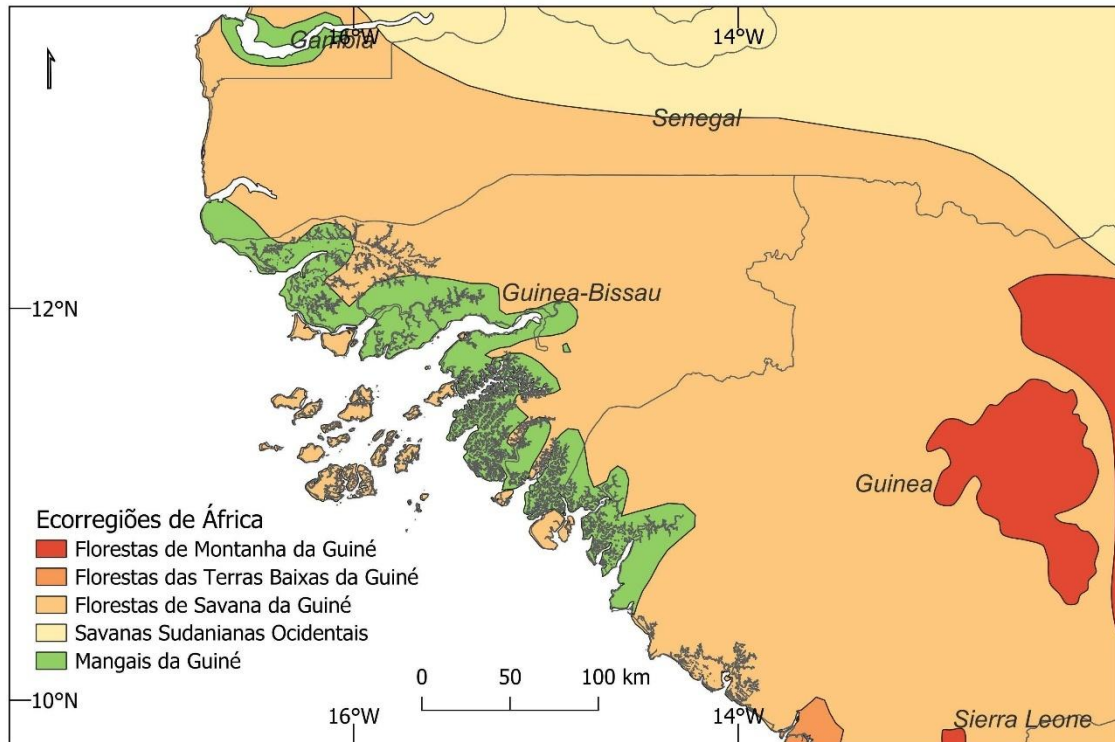 16°W
14°W
Gambia
Senegal
12°N
Guinea-Bissau
Guinea
Ecorregiões de África
Florestas de Montanha da Guiné
Florestas das Terras Baixas da Guiné
Florestas de Savana da Guiné
Savanas Sudanianas Ocidentais
Mangais da Guiné
0 50 100 km
10°N
16°W
14°W
Sierra Leone